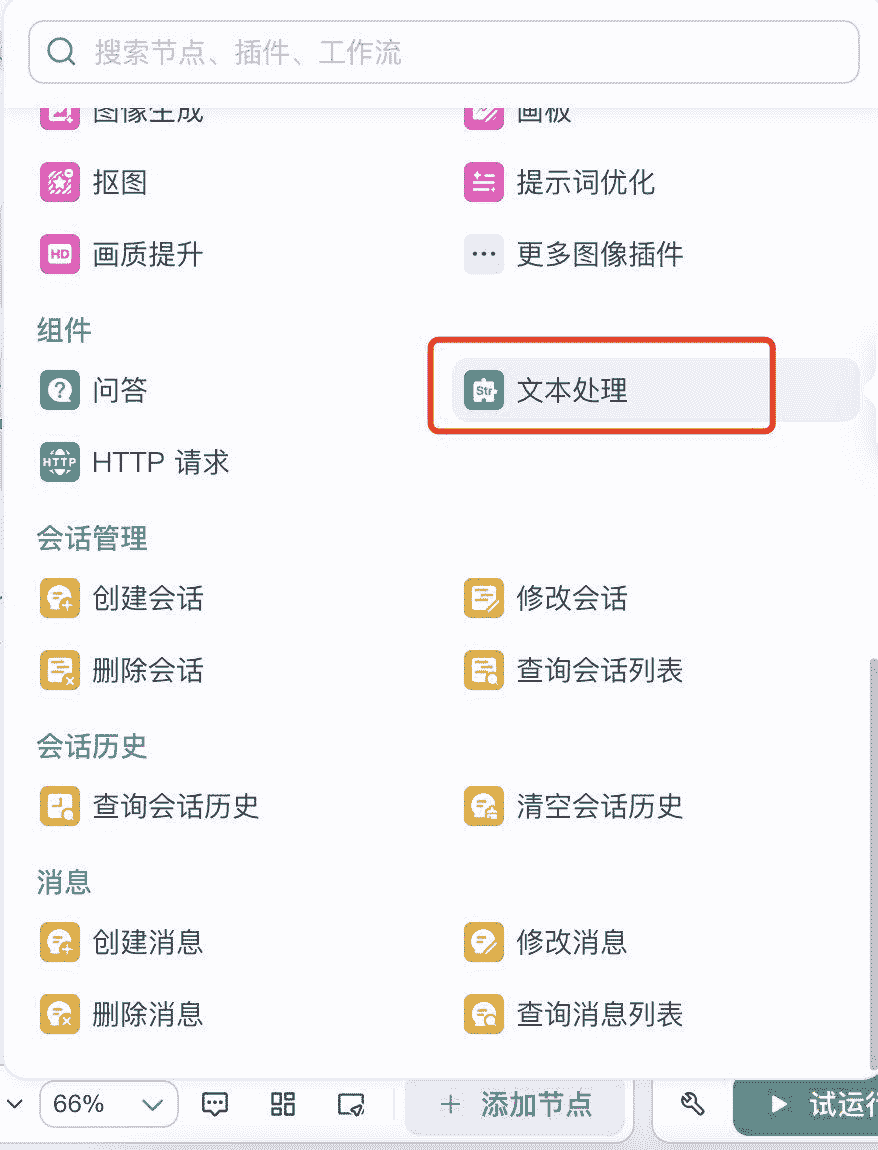 搜索节点、插件、工作流
图像生成 画板
抠图 提示词优化
HD 画质提升 更多图像插件
组件
问答 Str 文本处理
HTTP HTTP 请求
会话管理
创建会话 修改会话
删除会话 查询会话列表
会话历史
查询会话历史 清空会话历史
消息
创建消息 修改消息
删除消息 查询消息列表
66% 添加节点 试运行